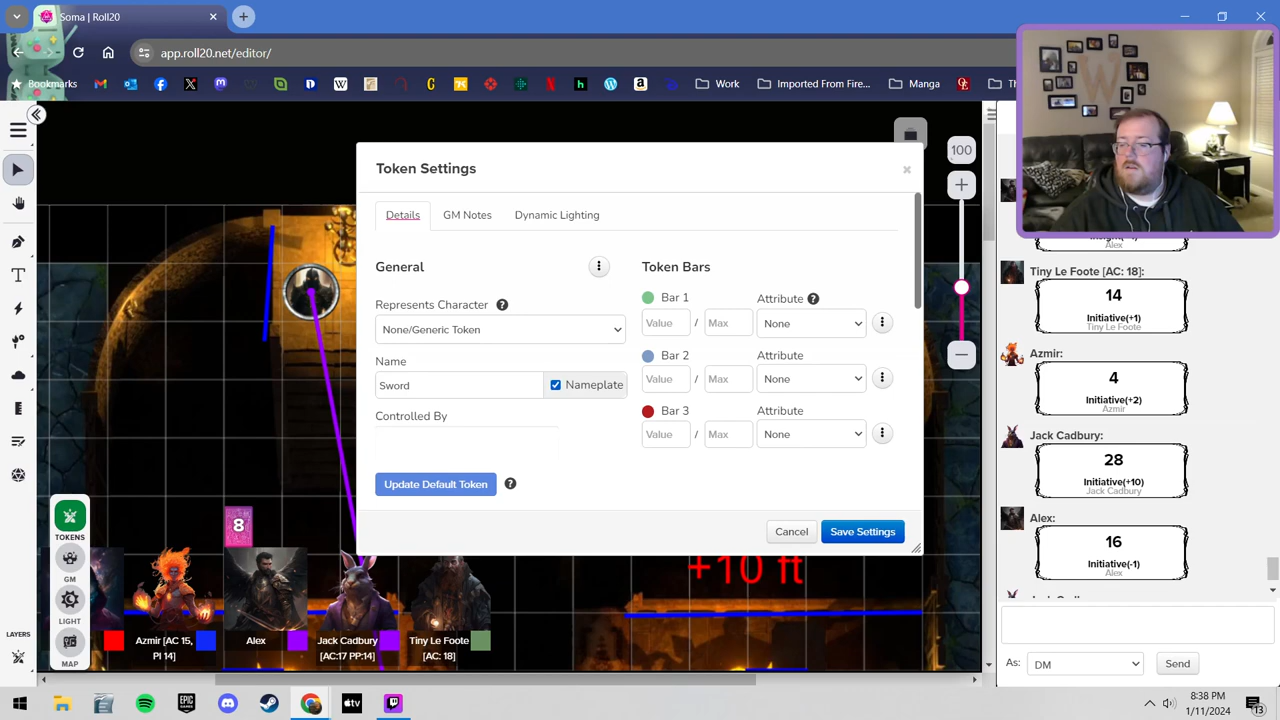 Soma | Roll20
app.roll20.net/editor/
Bookmarks
Work
Imported From Fire...
Manga
Token Settings
×
100
Details
GM Notes
Dynamic Lighting
General
Token Bars
Represents Character
None/Generic Token
Name
Sword
Nameplate
Controlled By
Update Default Token
Bar 1
Attribute
Value / Max
None
Bar 2
Attribute
Value / Max
None
Bar 3
Attribute
Value / Max
None
Cancel
Save Settings
+10 ft
8
TOKENS
GM
LIGHT
MAP
LAYERS
Azmir [AC 15,
PI 14]
Alex
Jack Cadbury
[AC:17 PP:14]
Tiny Le Foote
[AC: 18]
Alex
Tiny Le Foote [AC: 18]:
14
Initiative(+1)
Tiny Le Foote
Azmir:
4
Initiative(+2)
Azmir
Jack Cadbury:
28
Initiative(+10)
Jack Cadbury
Alex:
16
Initiative(-1)
Alex
As:
DM
Send
8:38 PM
1/11/2024
13